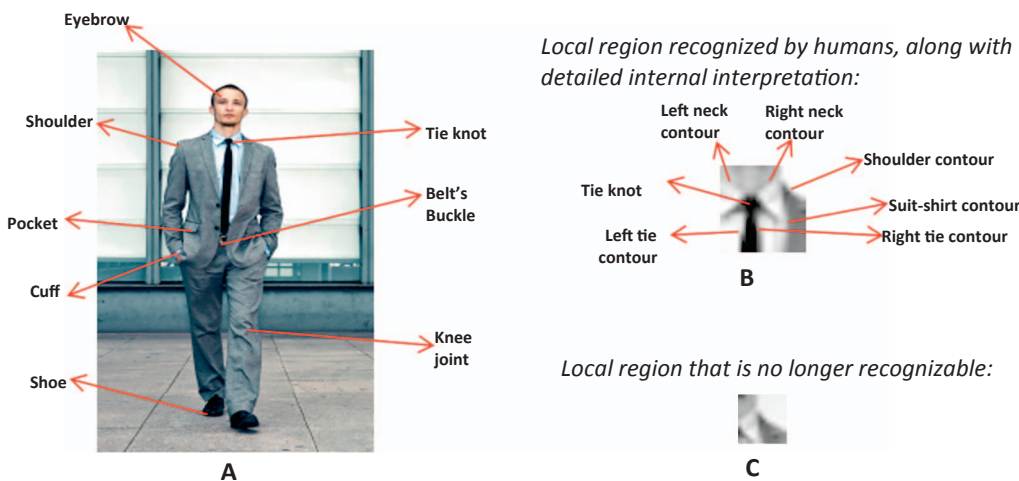 Eyebrow
Shoulder
Tie knot
Belt's
Buckle
Pocket
Cuff
Knee
joint
Shoe
A
Local region recognized by humans, along with
detailed internal interpretation:
Left neck
contour
Right neck
contour
Shoulder contour
Tie knot
Suit-shirt contour
Left tie
contour
Right tie contour
B
Local region that is no longer recognizable:
C